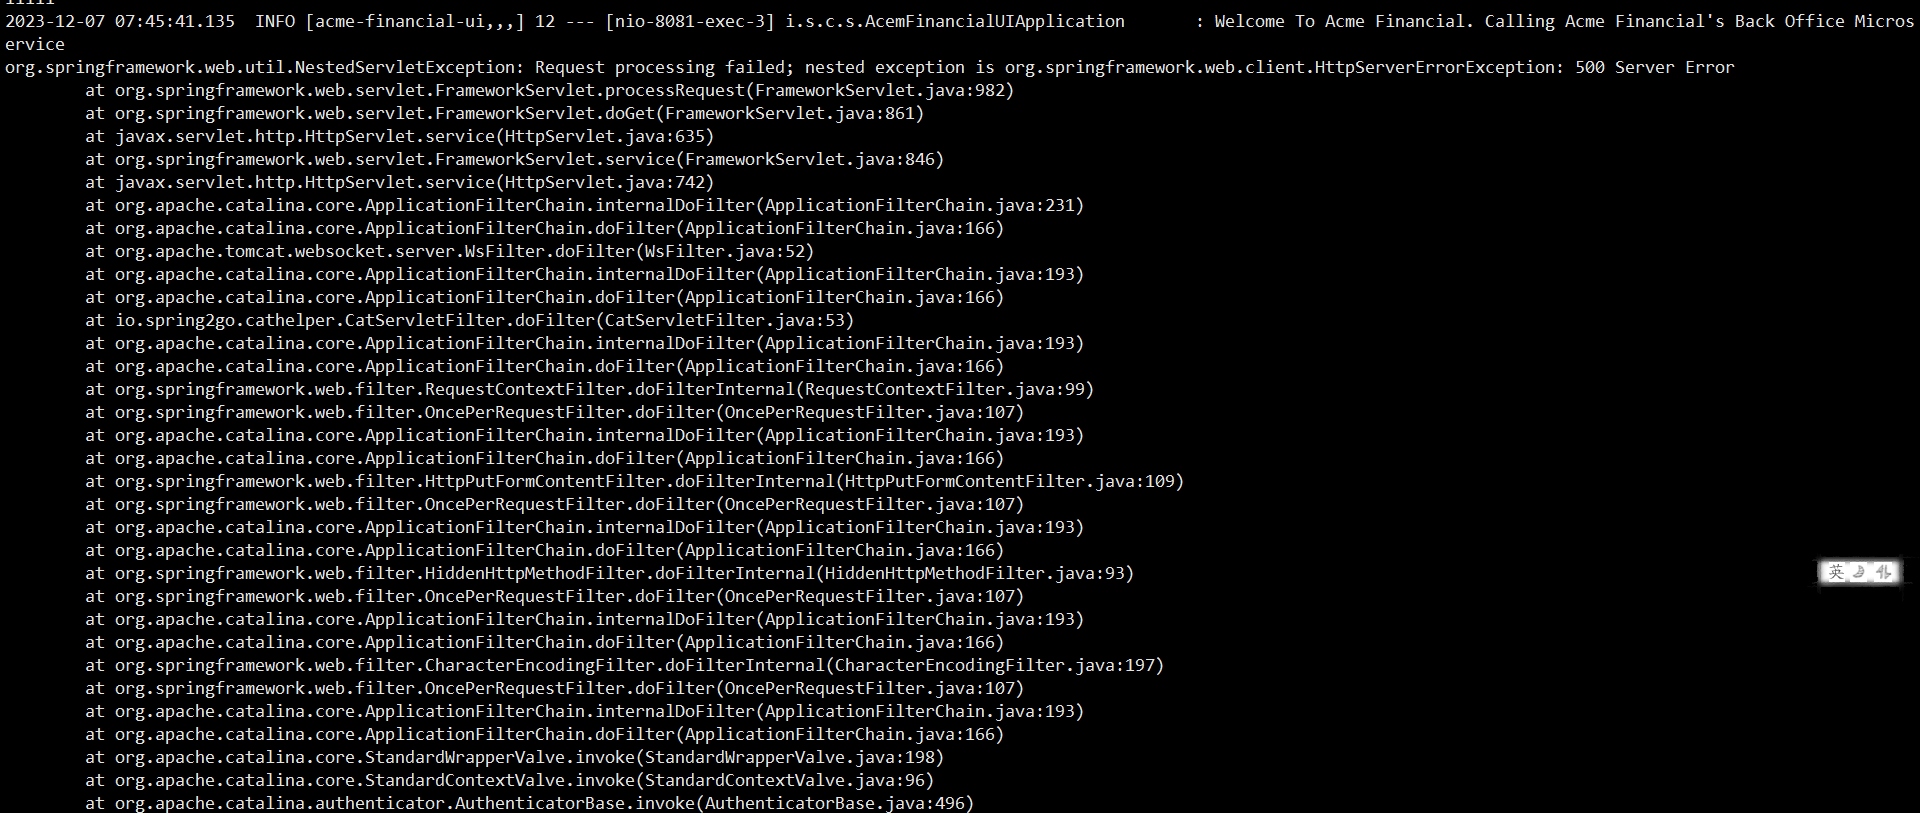 2023-12-07 07:45:41.135  INFO [acme-financial-ui,,,] 12 --- [nio-8081-exec-3] i.s.c.s.AcemFinancialUIApplication       : Welcome To Acme Financial. Calling Acme Financial's Back Office Micros
ervice
org.springframework.web.util.NestedServletException: Request processing failed; nested exception is org.springframework.web.client.HttpServerErrorException: 500 Server Error
        at org.springframework.web.servlet.FrameworkServlet.processRequest(FrameworkServlet.java:982)
        at org.springframework.web.servlet.FrameworkServlet.doGet(FrameworkServlet.java:861)
        at javax.servlet.http.HttpServlet.service(HttpServlet.java:635)
        at org.springframework.web.servlet.FrameworkServlet.service(FrameworkServlet.java:846)
        at javax.servlet.http.HttpServlet.service(HttpServlet.java:742)
        at org.apache.catalina.core.ApplicationFilterChain.internalDoFilter(ApplicationFilterChain.java:231)
        at org.apache.catalina.core.ApplicationFilterChain.doFilter(ApplicationFilterChain.java:166)
        at org.apache.tomcat.websocket.server.WsFilter.doFilter(WsFilter.java:52)
        at org.apache.catalina.core.ApplicationFilterChain.internalDoFilter(ApplicationFilterChain.java:193)
        at org.apache.catalina.core.ApplicationFilterChain.doFilter(ApplicationFilterChain.java:166)
        at io.spring2go.cathelper.CatServletFilter.doFilter(CatServletFilter.java:53)
        at org.apache.catalina.core.ApplicationFilterChain.internalDoFilter(ApplicationFilterChain.java:193)
        at org.apache.catalina.core.ApplicationFilterChain.doFilter(ApplicationFilterChain.java:166)
        at org.springframework.web.filter.RequestContextFilter.doFilterInternal(RequestContextFilter.java:99)
        at org.springframework.web.filter.OncePerRequestFilter.doFilter(OncePerRequestFilter.java:107)
        at org.apache.catalina.core.ApplicationFilterChain.internalDoFilter(ApplicationFilterChain.java:193)
        at org.apache.catalina.core.ApplicationFilterChain.doFilter(ApplicationFilterChain.java:166)
        at org.springframework.web.filter.HttpPutFormContentFilter.doFilterInternal(HttpPutFormContentFilter.java:109)
        at org.springframework.web.filter.OncePerRequestFilter.doFilter(OncePerRequestFilter.java:107)
        at org.apache.catalina.core.ApplicationFilterChain.internalDoFilter(ApplicationFilterChain.java:193)
        at org.apache.catalina.core.ApplicationFilterChain.doFilter(ApplicationFilterChain.java:166)
        at org.springframework.web.filter.HiddenHttpMethodFilter.doFilterInternal(HiddenHttpMethodFilter.java:93)
英
        at org.springframework.web.filter.OncePerRequestFilter.doFilter(OncePerRequestFilter.java:107)
        at org.apache.catalina.core.ApplicationFilterChain.internalDoFilter(ApplicationFilterChain.java:193)
        at org.apache.catalina.core.ApplicationFilterChain.doFilter(ApplicationFilterChain.java:166)
        at org.springframework.web.filter.CharacterEncodingFilter.doFilterInternal(CharacterEncodingFilter.java:197)
        at org.springframework.web.filter.OncePerRequestFilter.doFilter(OncePerRequestFilter.java:107)
        at org.apache.catalina.core.ApplicationFilterChain.internalDoFilter(ApplicationFilterChain.java:193)
        at org.apache.catalina.core.ApplicationFilterChain.doFilter(ApplicationFilterChain.java:166)
        at org.apache.catalina.core.StandardWrapperValve.invoke(StandardWrapperValve.java:198)
        at org.apache.catalina.core.StandardContextValve.invoke(StandardContextValve.java:96)
        at org.apache.catalina.authenticator.AuthenticatorBase.invoke(AuthenticatorBase.java:496)